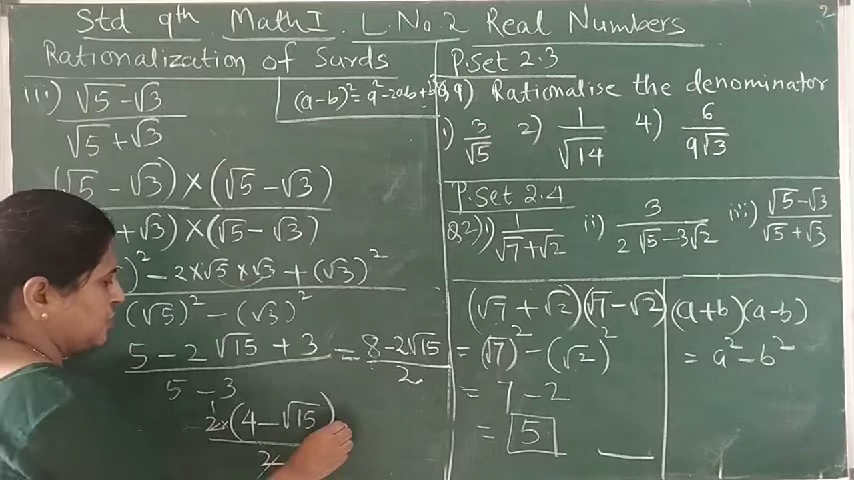 Std 9th Math I L. No 2 Real Numbers 2
Rationalization of Surds
iii) √5 - √3
√5 + √3
(a-b)² = a² - 2ab +
(√5 - √3) × (√5 - √3)
+ √3) × (√5 - √3)
)² - 2×√5 × √3 + (√3)²
(√5)² - (√3)²
5 - 2√15 + 3 = 8 - 2√15
5 - 3 2
2×(4 - √15)
2
P.Set 2.3
Rationalise the denominator
1) 3/√5 2) 1/√14 4) 6/9√3
P.Set 2.4
Q2) i) 1/√7+√2 ii) 3/2√5-3√2 iii) √5-√3/√5+√3
(√7 + √2)(√7 - √2)
= (√7)² - (√2)²
= 7 - 2
= 5
(a+b)(a-b)
= a² - b²